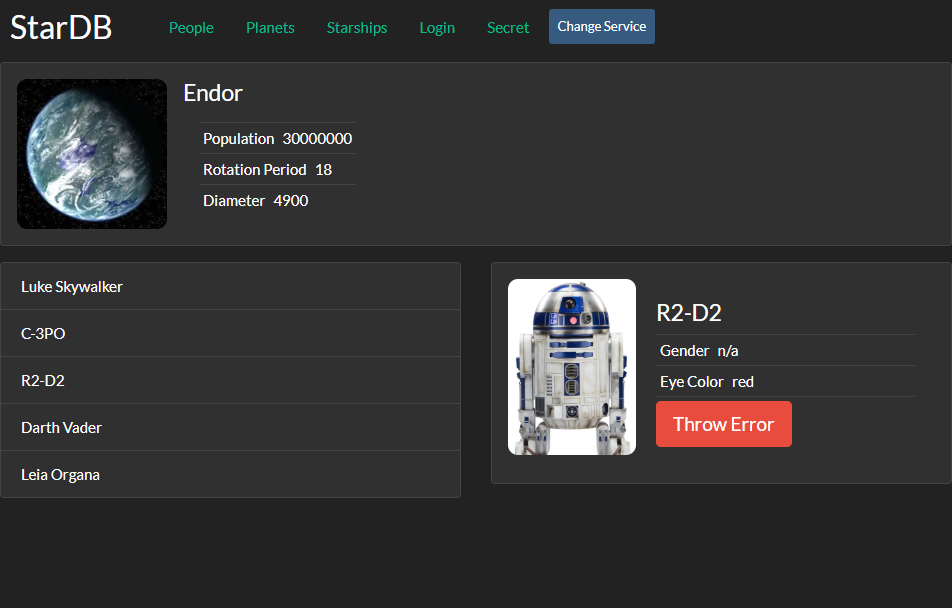 StarDB
People
Planets
Starships
Login
Secret
Change Service
Endor
Population 30000000
Rotation Period 18
Diameter 4900
Luke Skywalker
C-3PO
R2-D2
Darth Vader
Leia Organa
R2-D2
Gender n/a
Eye Color red
Throw Error